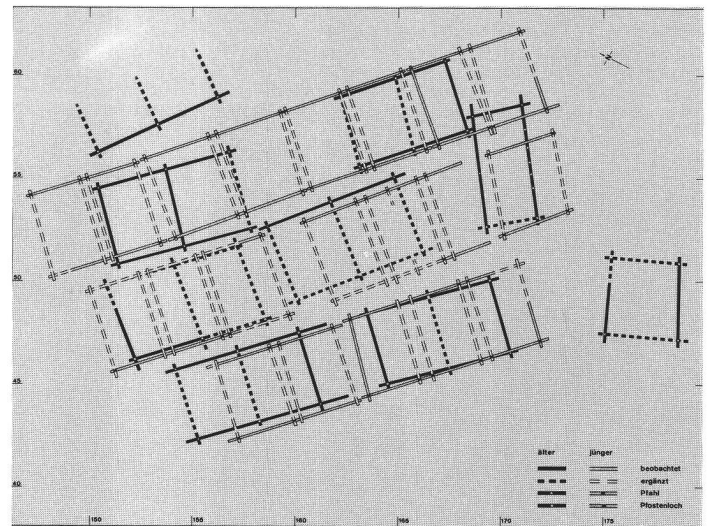 60
55
50
45
40
150 155 160 165 170 175
älter jünger
beobachtet
ergänzt
Pfahl
Pfostenloch